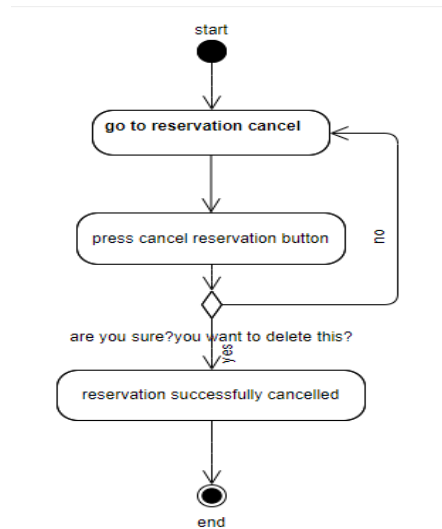 start
go to reservation cancel
press cancel reservation button
no
are you sure?you want to delete this?
yes
reservation successfully cancelled
end